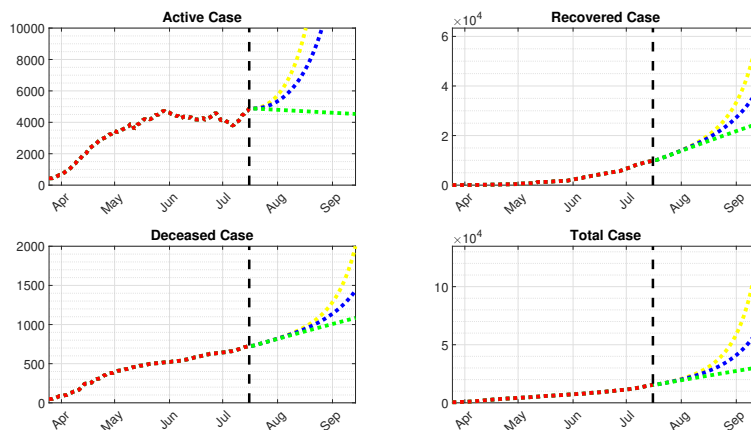 Active Case
10000
8000
6000
4000
2000
0
Apr May Jun Jul Aug Sep
Recovered Case
×10^4
6
4
2
0
Apr May Jun Jul Aug Sep
Deceased Case
2000
1500
1000
500
0
Apr May Jun Jul Aug Sep
Total Case
×10^4
10
5
0
Apr May Jun Jul Aug Sep